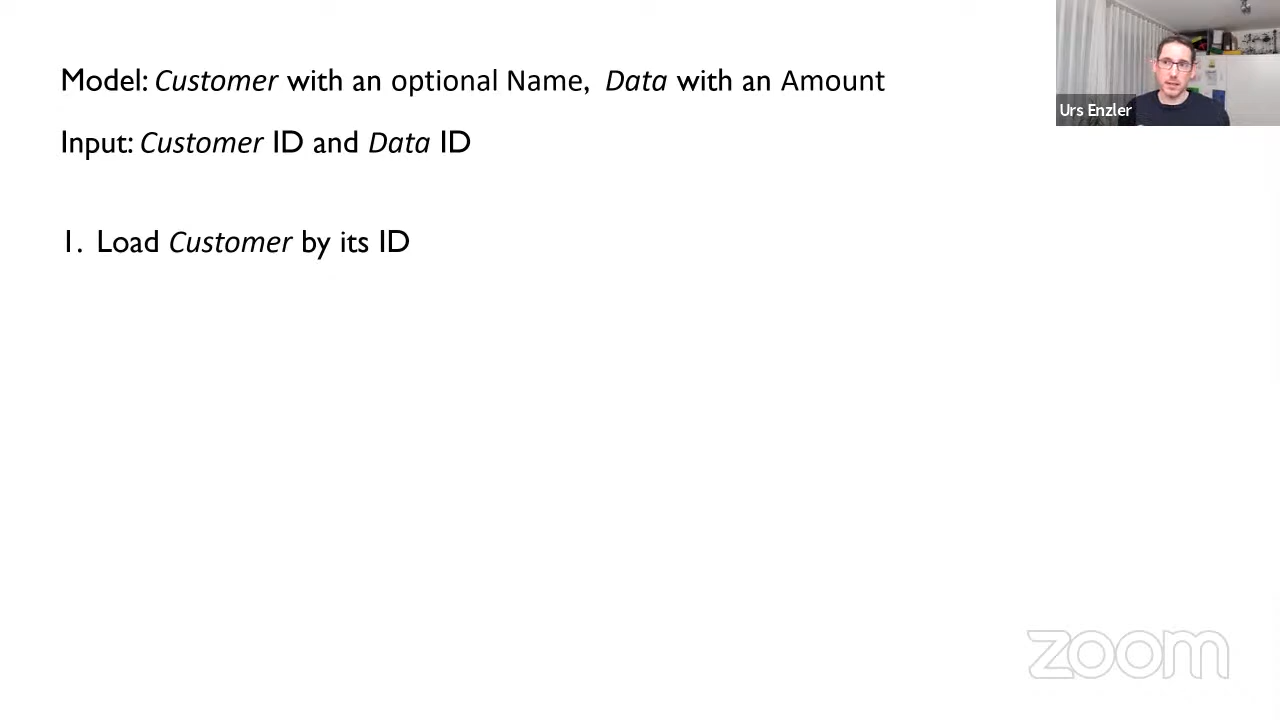 Model: Customer with an optional Name, Data with an Amount
Input: Customer ID and Data ID
1. Load Customer by its ID
Urs Enzler
zoom